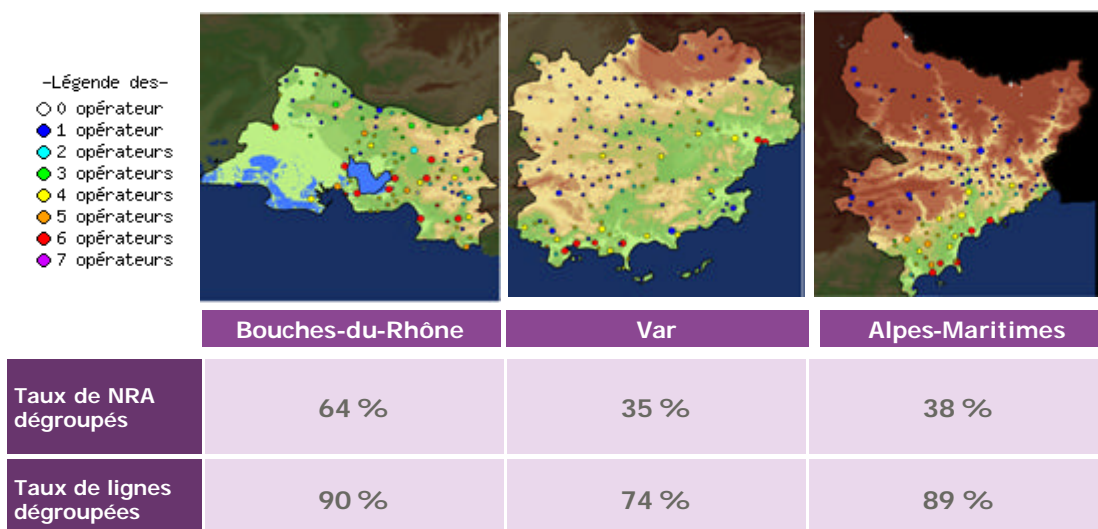 -Légende des-
0 opérateur
1 opérateur
2 opérateurs
3 opérateurs
4 opérateurs
5 opérateurs
6 opérateurs
7 opérateurs
Bouches-du-Rhône Var Alpes-Maritimes
Taux de NRA
dégroupés
64 % 35 % 38 %
Taux de lignes
dégroupées
90 % 74 % 89 %